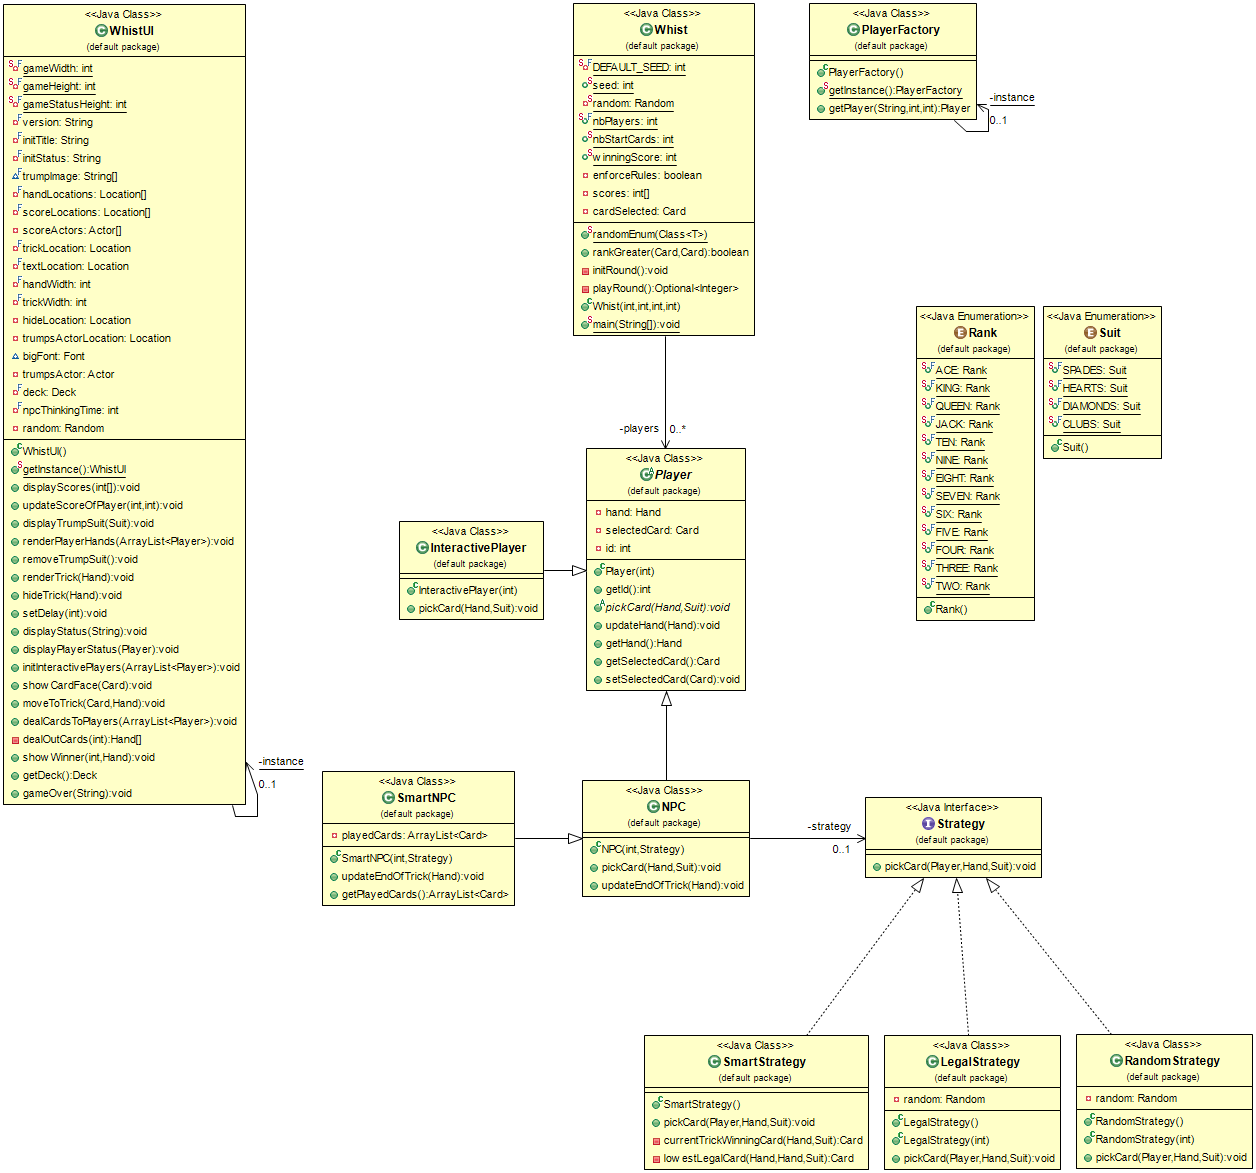 <<Java Class>>
WhistUI
(default package)
gameWidth: int
gameHeight: int
gameStatusHeight: int
version: String
initTitle: String
initStatus: String
trumpImage: String[]
handLocations: Location[]
scoreLocations: Location[]
scoreActors: Actor[]
trickLocation: Location
textLocation: Location
handWidth: int
trickWidth: int
hideLocation: Location
trumpsActorLocation: Location
bigFont: Font
trumpsActor: Actor
deck: Deck
npcThinkingTime: int
random: Random
WhistUI()
getInstance():WhistUI
displayScores(int[]):void
updateScoreOfPlayer(int,int):void
displayTrumpSuit(Suit):void
renderPlayerHands(ArrayList<Player>):void
removeTrumpSuit():void
renderTrick(Hand):void
hideTrick(Hand):void
setDelay(int):void
displayStatus(String):void
displayPlayerStatus(Player):void
initInteractivePlayers(ArrayList<Player>):void
showCardFace(Card):void
moveToTrick(Card,Hand):void
dealCardsToPlayers(ArrayList<Player>):void
dealOutCards(int):Hand[]
showWinner(int,Hand):void
getDeck():Deck
gameOver(String):void
-instance
0..1
<<Java Class>>
Whist
(default package)
DEFAULT_SEED: int
seed: int
random: Random
nbPlayers: int
nbStartCards: int
winningScore: int
enforceRules: boolean
scores: int[]
cardSelected: Card
randomEnum(Class<T>)
rankGreater(Card,Card):boolean
initRound():void
playRound():Optional<Integer>
Whist(int,int,int,int)
main(String[]):void
-players
0..*
<<Java Class>>
PlayerFactory
(default package)
PlayerFactory()
getInstance():PlayerFactory
getPlayer(String,int,int):Player
-instance
0..1
<<Java Enumeration>>
Rank
(default package)
ACE: Rank
KING: Rank
QUEEN: Rank
JACK: Rank
TEN: Rank
NINE: Rank
EIGHT: Rank
SEVEN: Rank
SIX: Rank
FIVE: Rank
FOUR: Rank
THREE: Rank
TWO: Rank
Rank()
<<Java Enumeration>>
Suit
(default package)
SPADES: Suit
HEARTS: Suit
DIAMONDS: Suit
CLUBS: Suit
Suit()
<<Java Class>>
Player
(default package)
hand: Hand
selectedCard: Card
id: int
Player(int)
getId():int
pickCard(Hand,Suit):void
updateHand(Hand):void
getHand():Hand
getSelectedCard():Card
setSelectedCard(Card):void
<<Java Class>>
InteractivePlayer
(default package)
InteractivePlayer(int)
pickCard(Hand,Suit):void
<<Java Class>>
SmartNPC
(default package)
playedCards: ArrayList<Card>
SmartNPC(int,Strategy)
updateEndOfTrick(Hand):void
getPlayedCards():ArrayList<Card>
<<Java Class>>
NPC
(default package)
NPC(int,Strategy)
pickCard(Hand,Suit):void
updateEndOfTrick(Hand):void
-strategy
0..1
<<Java Interface>>
Strategy
(default package)
pickCard(Player,Hand,Suit):void
<<Java Class>>
SmartStrategy
(default package)
SmartStrategy()
pickCard(Player,Hand,Suit):void
currentTrickWinningCard(Hand,Suit):Card
lowestLegalCard(Hand,Hand,Suit):Card
<<Java Class>>
LegalStrategy
(default package)
random: Random
LegalStrategy()
LegalStrategy(int)
pickCard(Player,Hand,Suit):void
<<Java Class>>
RandomStrategy
(default package)
random: Random
RandomStrategy()
RandomStrategy(int)
pickCard(Player,Hand,Suit):void